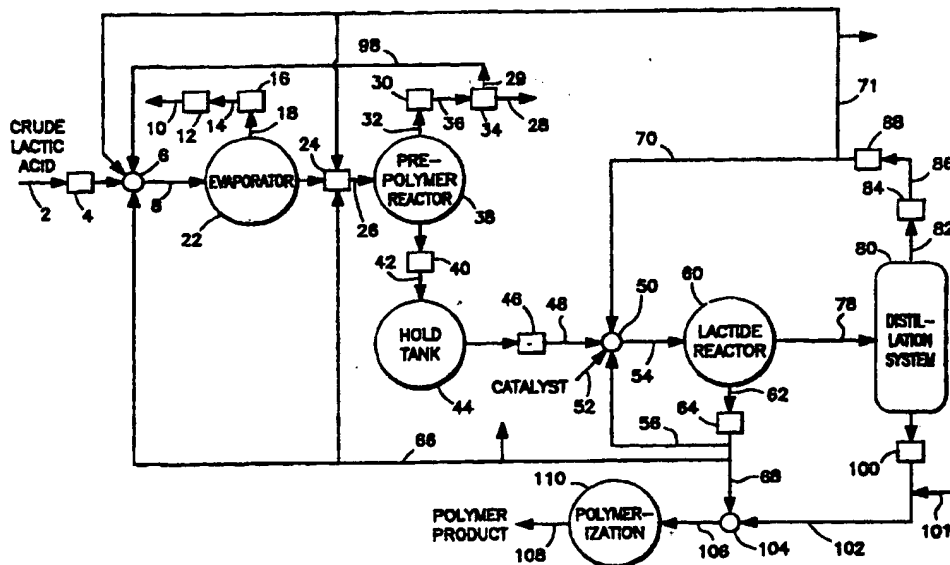 98
16
30
29
71
10
12
14
18
36
34
28
70
88
86
CRUDE
LACTIC
ACID
6
24
32
84
82
2
4
8
EVAPORATOR
22
26
PRE-
POLYMER
REACTOR
38
80
42
40
60
46
48
50
78
HOLD
TANK
44
LACTIDE
REACTOR
DISTIL-
LATION
SYSTEM
CATALYST
52
54
62
64
56
66
100
68
110
POLYMER
PRODUCT
108
POLYMER-
IZATION
106
104
102
101